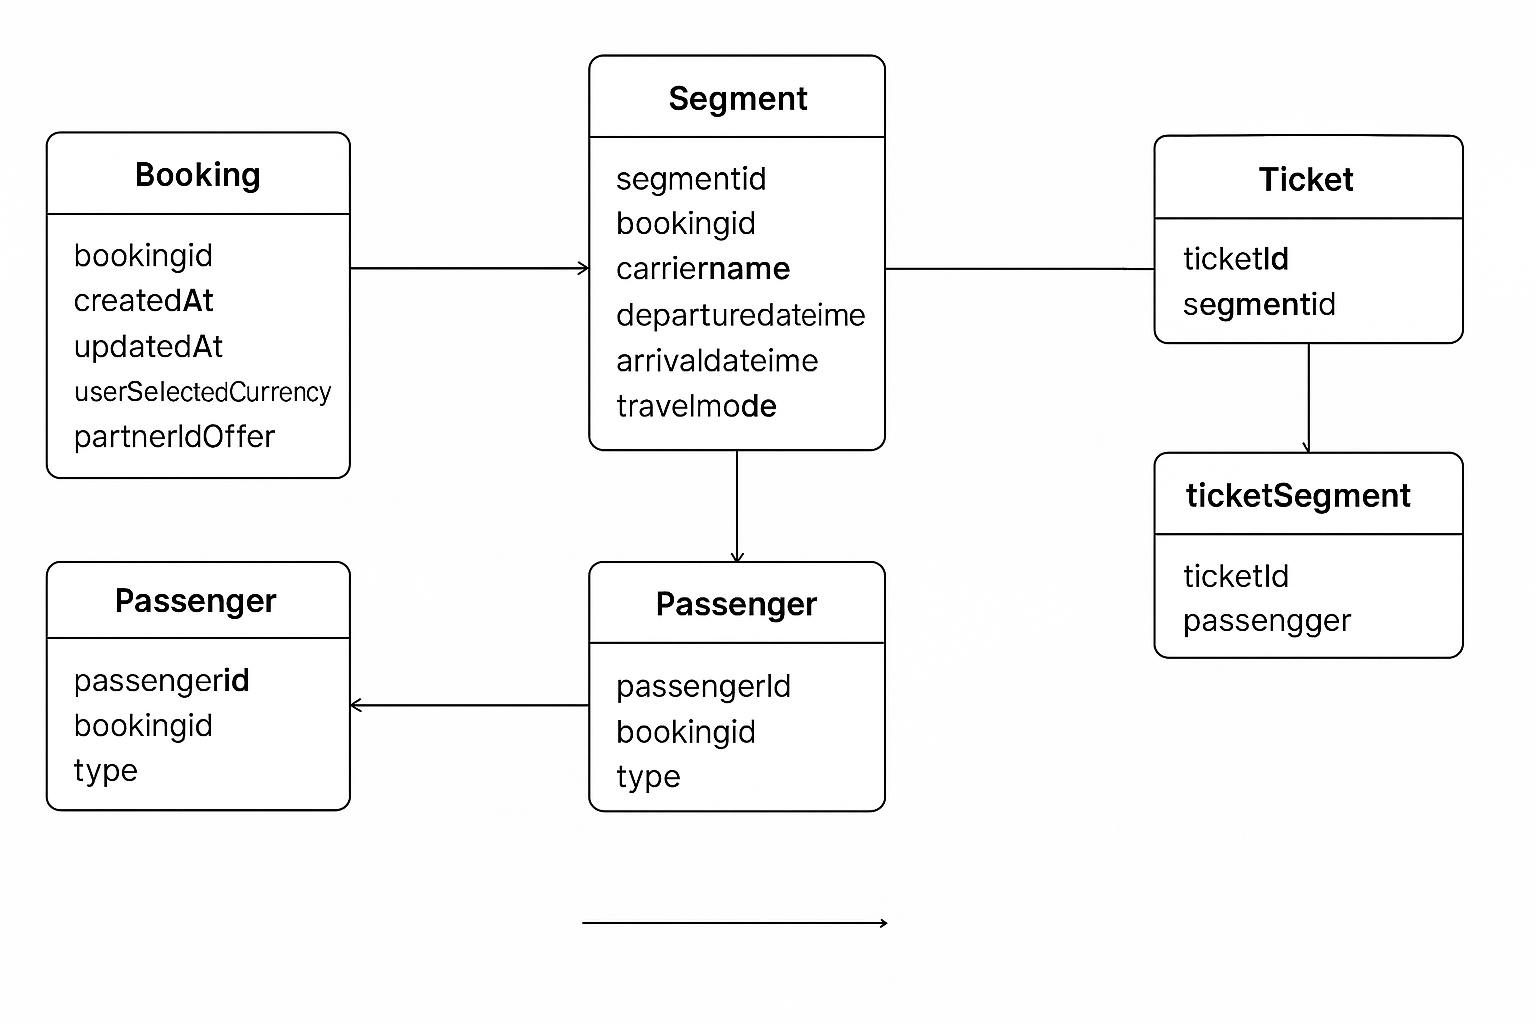 Booking
bookingid
createdAt
updatedAt
userSelectedCurrency
partnerIdOffer
Segment
segmentid
bookingid
carriername
departuredateime
arrivaldateime
travelmode
Ticket
ticketId
segmentid
ticketSegment
ticketId
passengger
Passenger
passengerid
bookingid
type
Passenger
passengerId
bookingid
type